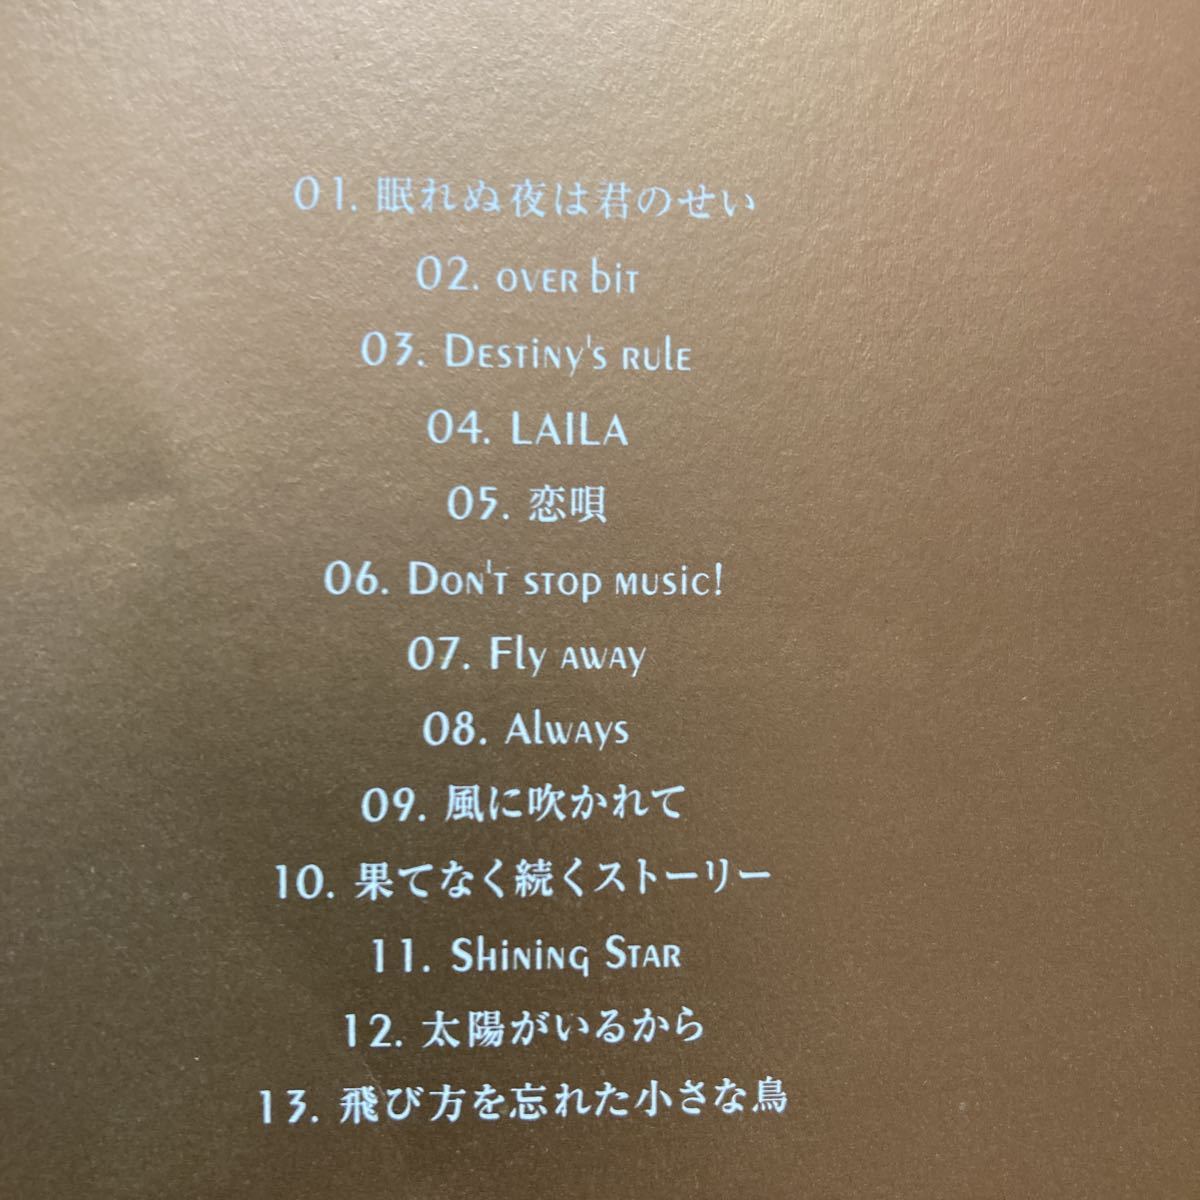 01. 眠れぬ夜は君のせい
02. over bit
03. Destiny's rule
04. LAILA
05. 恋唄
06. Don't stop music!
07. Fly away
08. Always
09. 風に吹かれて
10. 果てなく続くストーリー
11. Shining Star
12. 太陽がいるから
13. 飛び方を忘れた小さな鳥